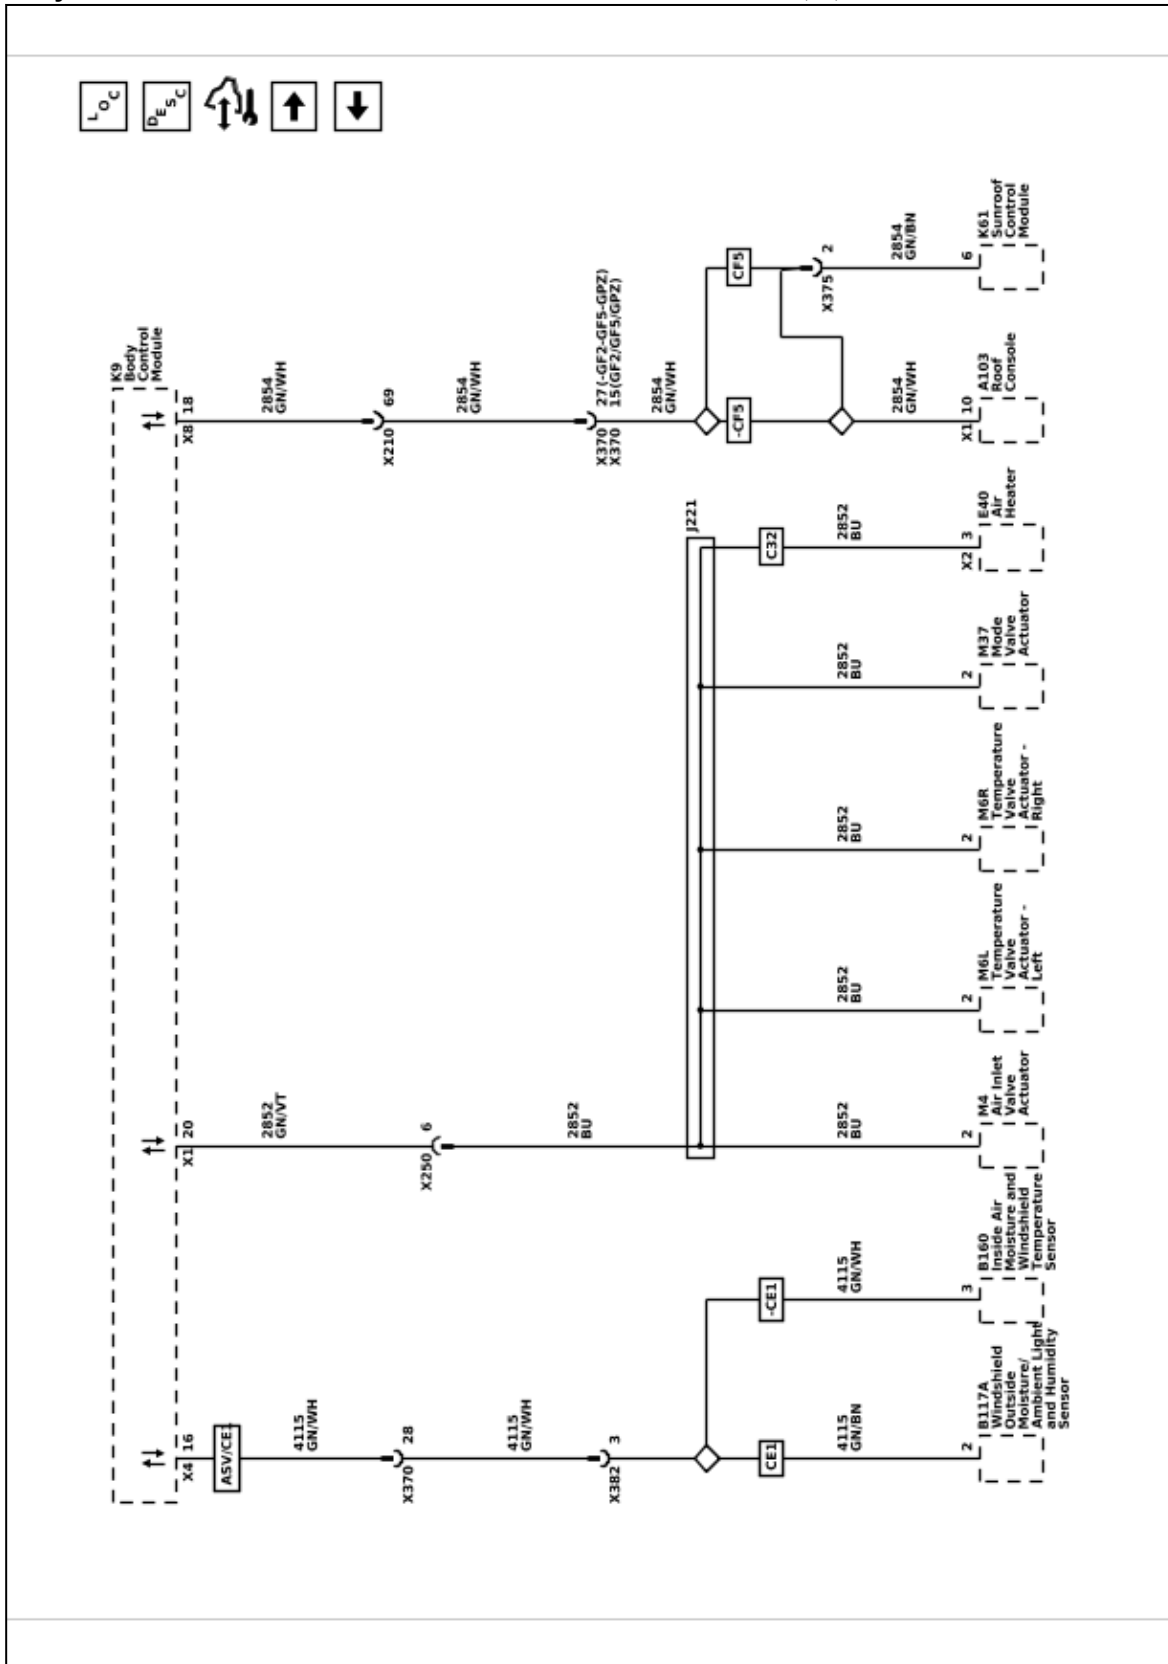 LOC
DESC
K9
Body
Control
Module
X4 16
ASV/CE1
4115
GN/WH
X370 28
4115
GN/WH
X382 3
CE1
4115
GN/BN
2
B117A
Windshield
Outside
Moisture/
Ambient Light
and Humidity
Sensor
-CE1
4115
GN/WH
3
B160
Inside Air
Moisture and
Windshield
Temperature
Sensor
X1 20
2852
GN/VT
X250 6
2852
BU
J221
2852
BU
2
M4
Air Inlet
Valve
Actuator
2852
BU
2
M6L
Temperature
Valve
Actuator -
Left
2852
BU
2
M6R
Temperature
Valve
Actuator -
Right
2852
BU
2
M37
Mode
Valve
Actuator
C32
2852
BU
X2 3
E40
Air
Heater
X8 18
2854
GN/WH
X210 69
2854
GN/WH
X370 27 (-GF2-GF5-GPZ)
X370 15(GF2/GF5/GPZ)
2854
GN/WH
-CF5
2854
GN/WH
X1 10
A103
Roof
Console
CF5
X375 2
2854
GN/BN
6
K61
Sunroof
Control
Module